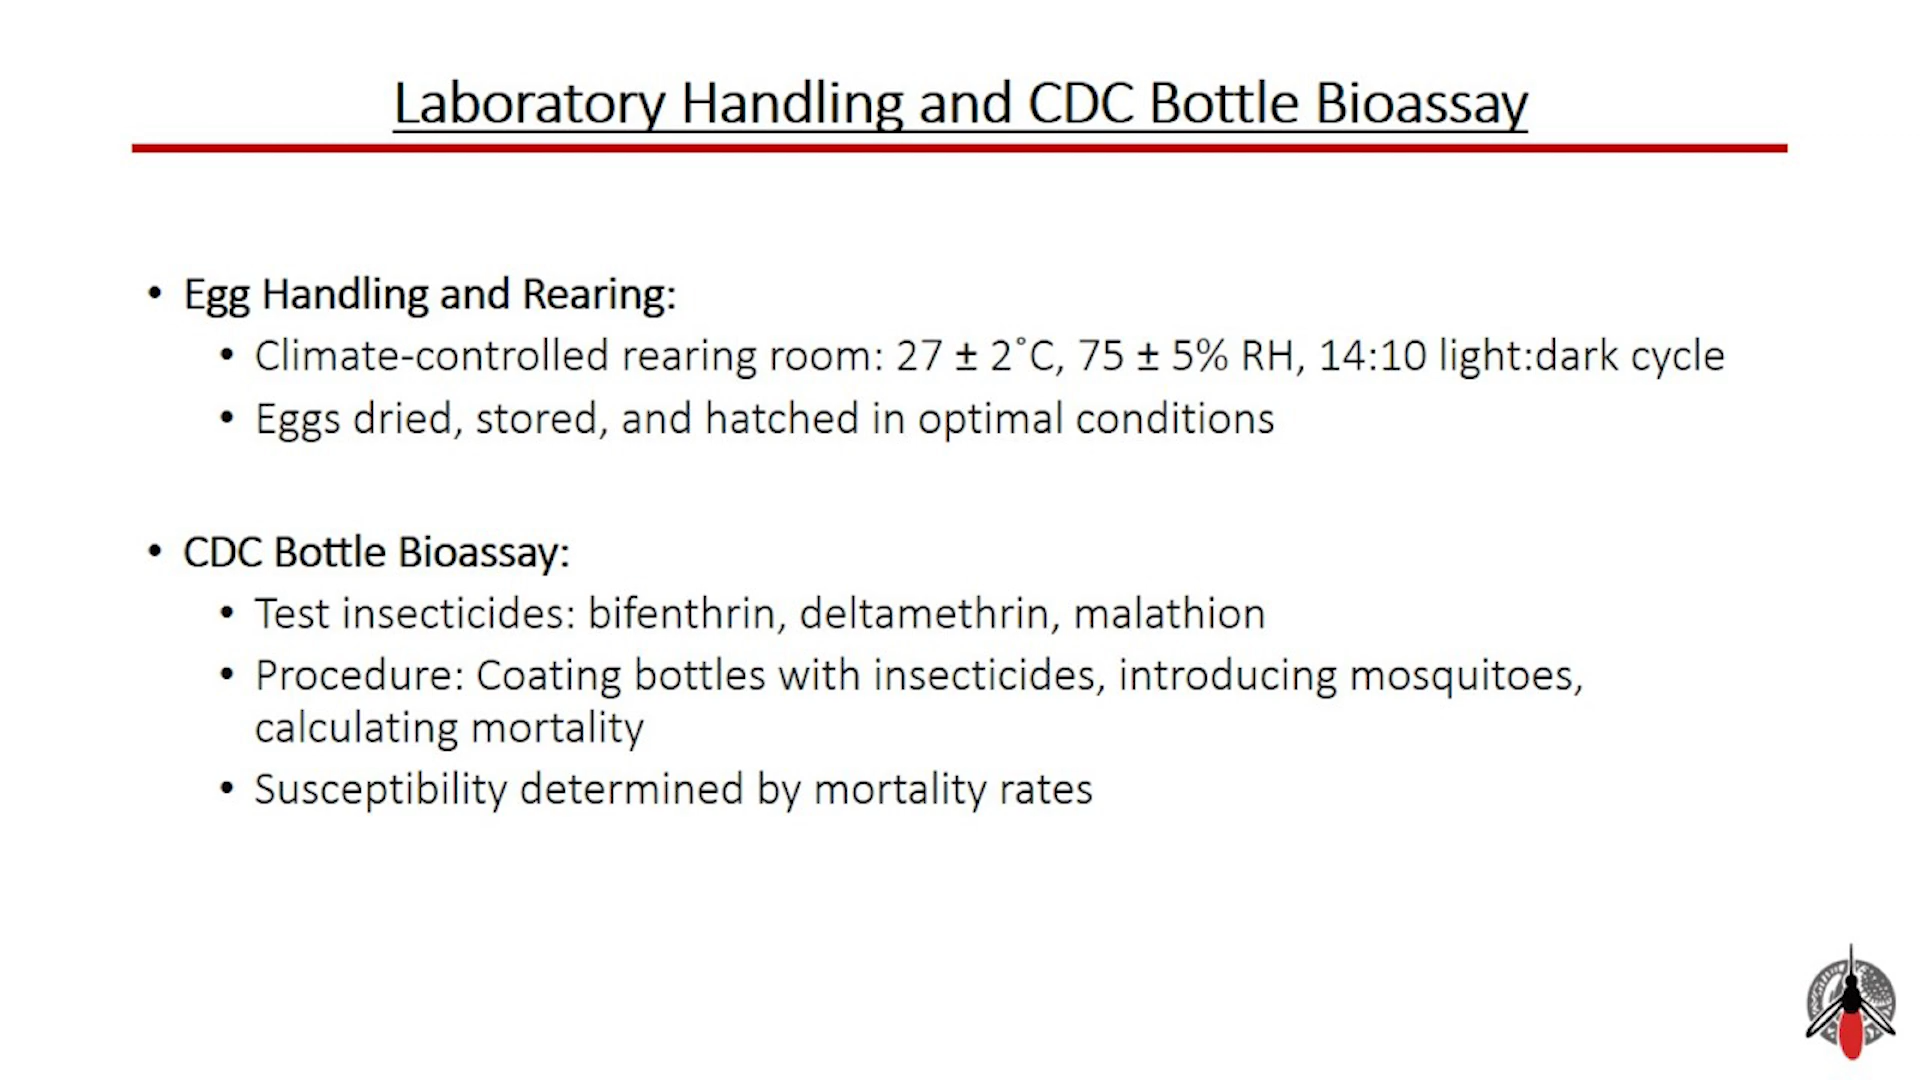 Laboratory Handling and CDC Bottle Bioassay
• Egg Handling and Rearing:
• Climate-controlled rearing room: 27 ± 2˚C, 75 ± 5% RH, 14:10 light:dark cycle
• Eggs dried, stored, and hatched in optimal conditions
• CDC Bottle Bioassay:
• Test insecticides: bifenthrin, deltamethrin, malathion
• Procedure: Coating bottles with insecticides, introducing mosquitoes,
calculating mortality
• Susceptibility determined by mortality rates